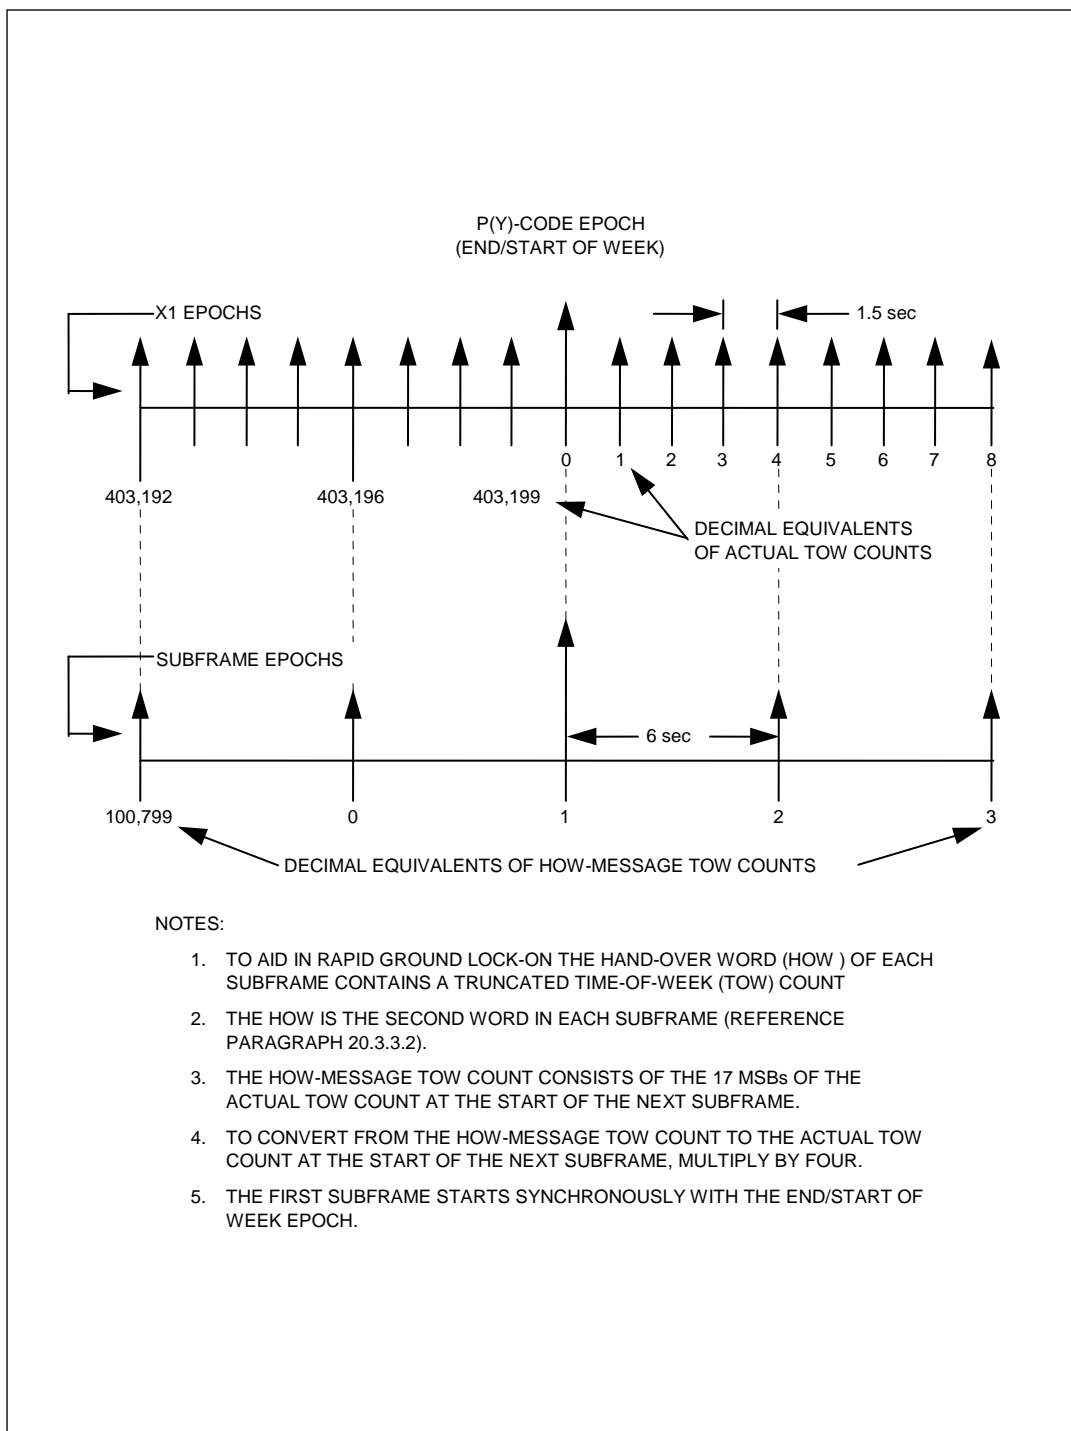 P(Y)-CODE EPOCH
(END/START OF WEEK)
X1 EPOCHS
1.5 sec
0 1 2 3 4 5 6 7 8
403,192 403,196 403,199
DECIMAL EQUIVALENTS
OF ACTUAL TOW COUNTS
SUBFRAME EPOCHS
6 sec
100,799 0 1 2 3
DECIMAL EQUIVALENTS OF HOW-MESSAGE TOW COUNTS
NOTES:
1. TO AID IN RAPID GROUND LOCK-ON THE HAND-OVER WORD (HOW ) OF EACH
SUBFRAME CONTAINS A TRUNCATED TIME-OF-WEEK (TOW) COUNT
2. THE HOW IS THE SECOND WORD IN EACH SUBFRAME (REFERENCE
PARAGRAPH 20.3.3.2).
3. THE HOW-MESSAGE TOW COUNT CONSISTS OF THE 17 MSBs OF THE
ACTUAL TOW COUNT AT THE START OF THE NEXT SUBFRAME.
4. TO CONVERT FROM THE HOW-MESSAGE TOW COUNT TO THE ACTUAL TOW
COUNT AT THE START OF THE NEXT SUBFRAME, MULTIPLY BY FOUR.
5. THE FIRST SUBFRAME STARTS SYNCHRONOUSLY WITH THE END/START OF
WEEK EPOCH.